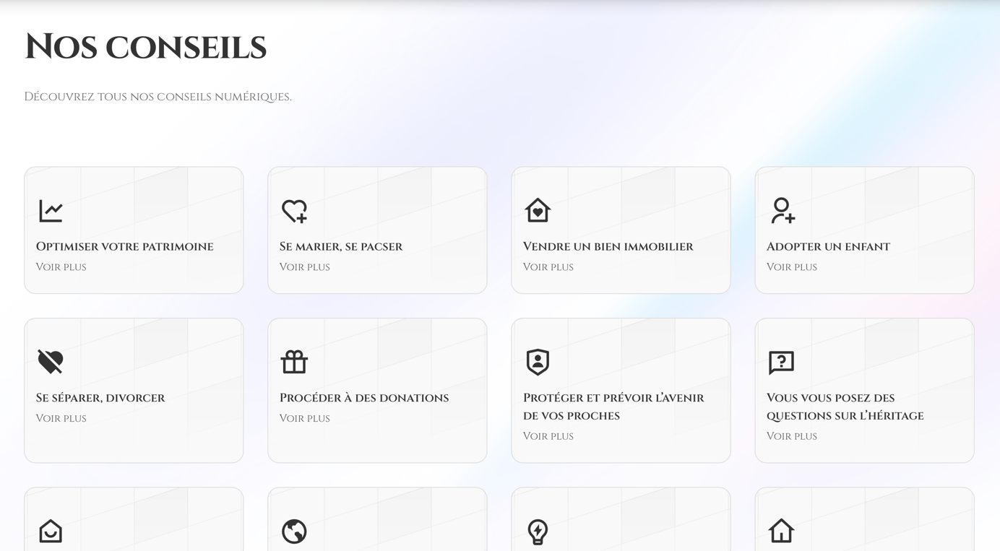 Nos conseils
Découvrez tous nos conseils numériques.
Optimiser votre patrimoine
Voir plus
Se marier, se pacser
Voir plus
Vendre un bien immobilier
Voir plus
Adopter un enfant
Voir plus
Se séparer, divorcer
Voir plus
Procéder à des donations
Voir plus
Protéger et prévoir l’avenir
de vos proches
Voir plus
Vous vous posez des
questions sur l’héritage
Voir plus